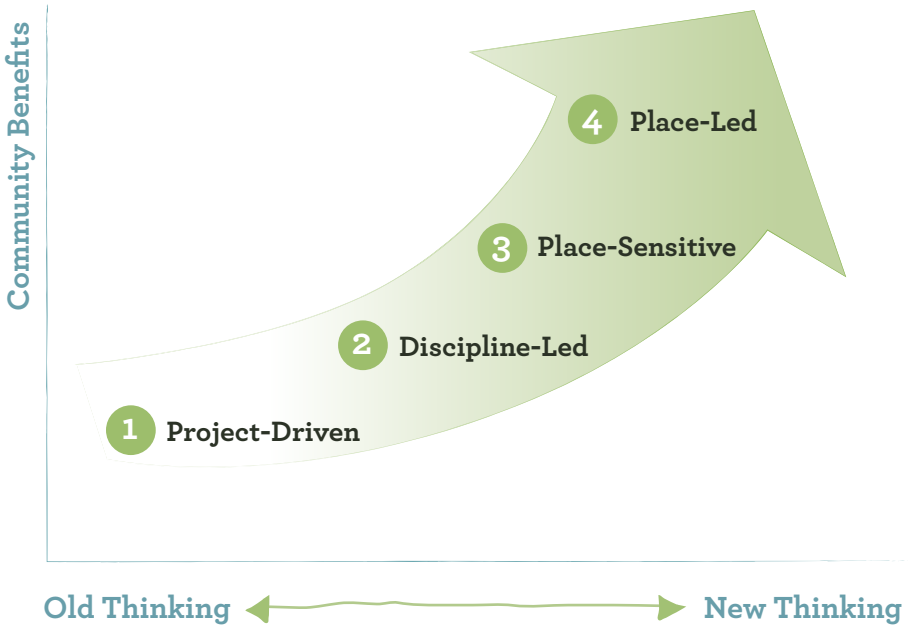 Community Benefits
4 Place-Led
3 Place-Sensitive
2 Discipline-Led
1 Project-Driven
Old Thinking New Thinking